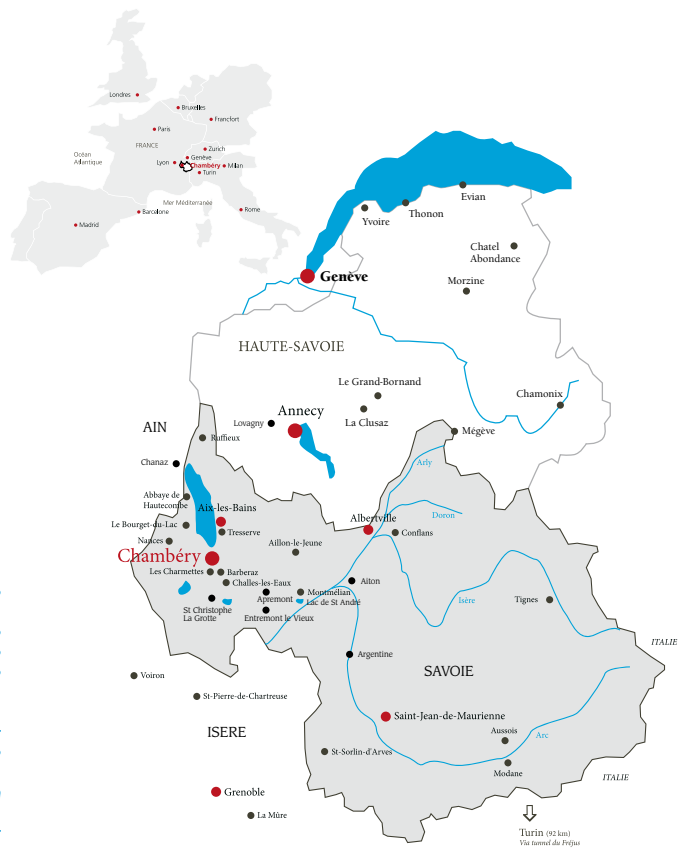 Londres
Bruxelles
Francfort
Paris
FRANCE
Zurich
Océan
Atlantique
Genève
Lyon
Chambéry
Milan
Turin
Mer Méditerranée
Barcelone
Rome
Madrid
Evian
Yvoire
Thonon
Chatel
Abondance
Genève
Morzine
HAUTE-SAVOIE
Le Grand-Bornand
Chamonix
Annecy
La Clusaz
Lovagny
AIN
Mégève
Ruffieux
Chanaz
Arly
Abbaye de
Hautecombe
Aix-les-Bains
Doron
Albertville
Le Bourget-du-Lac
Tresserve
Conflans
Nances
Aillon-le-Jeune
Chambéry
Les Charmettes
Barberaz
Challes-les-Eaux
Aiton
Apremont
Montmélian
Lac de St André
Isère
Tignes
St Christophe
La Grotte
Entremont le Vieux
ITALIE
Argentine
Voiron
SAVOIE
St-Pierre-de-Chartreuse
Saint-Jean-de-Maurienne
ISERE
Aussois
Arc
St-Sorlin-d'Arves
Modane
ITALIE
Grenoble
La Mûre
Turin (92 km)
Via tunnel du Fréjus